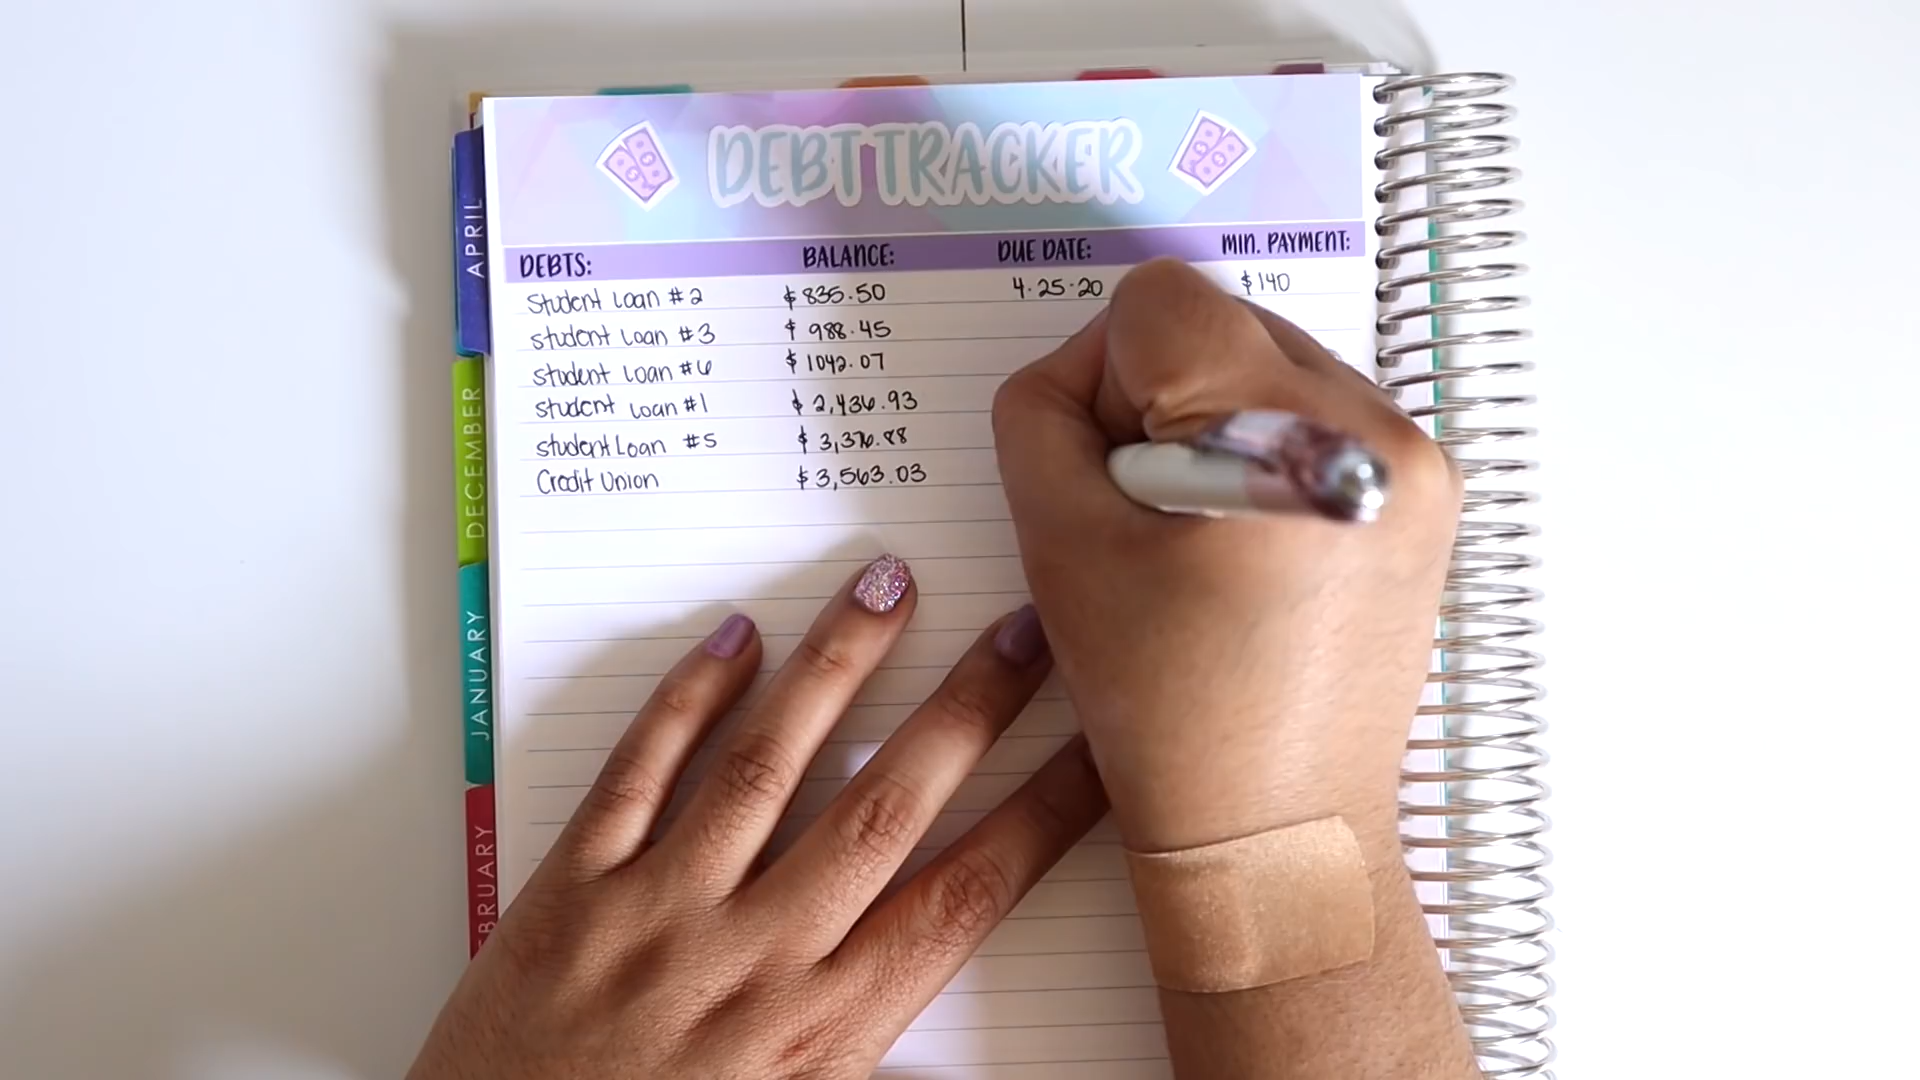 DEBT TRACKER
DEBTS: BALANCE: DUE DATE: MIN. PAYMENT:
Student Loan #2 $835.50 4.25.20 $140
student Loan #3 $988.45
student Loan #6 $1042.07
student Loan #1 $2,436.93
student Loan #5 $3,376.88
Credit Union $3,563.03
APRIL
DECEMBER
JANUARY
EBRUARY